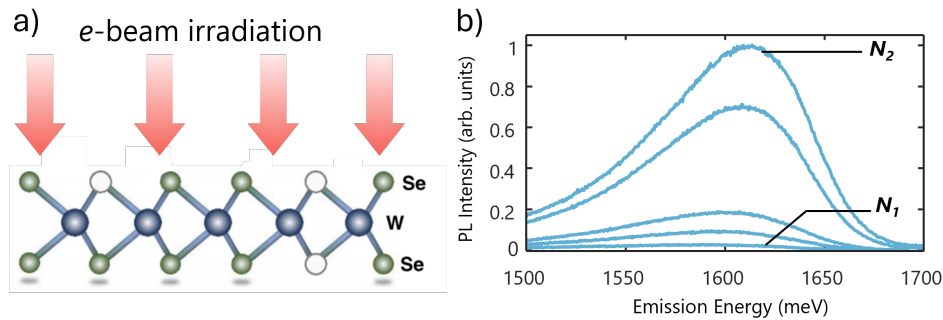 a)
e-beam irradiation
Se
W
Se
b)
PL Intensity (arb. units)
1
0.8
0.6
0.4
0.2
0
N2
N1
1500
1550
1600
1650
1700
Emission Energy (meV)